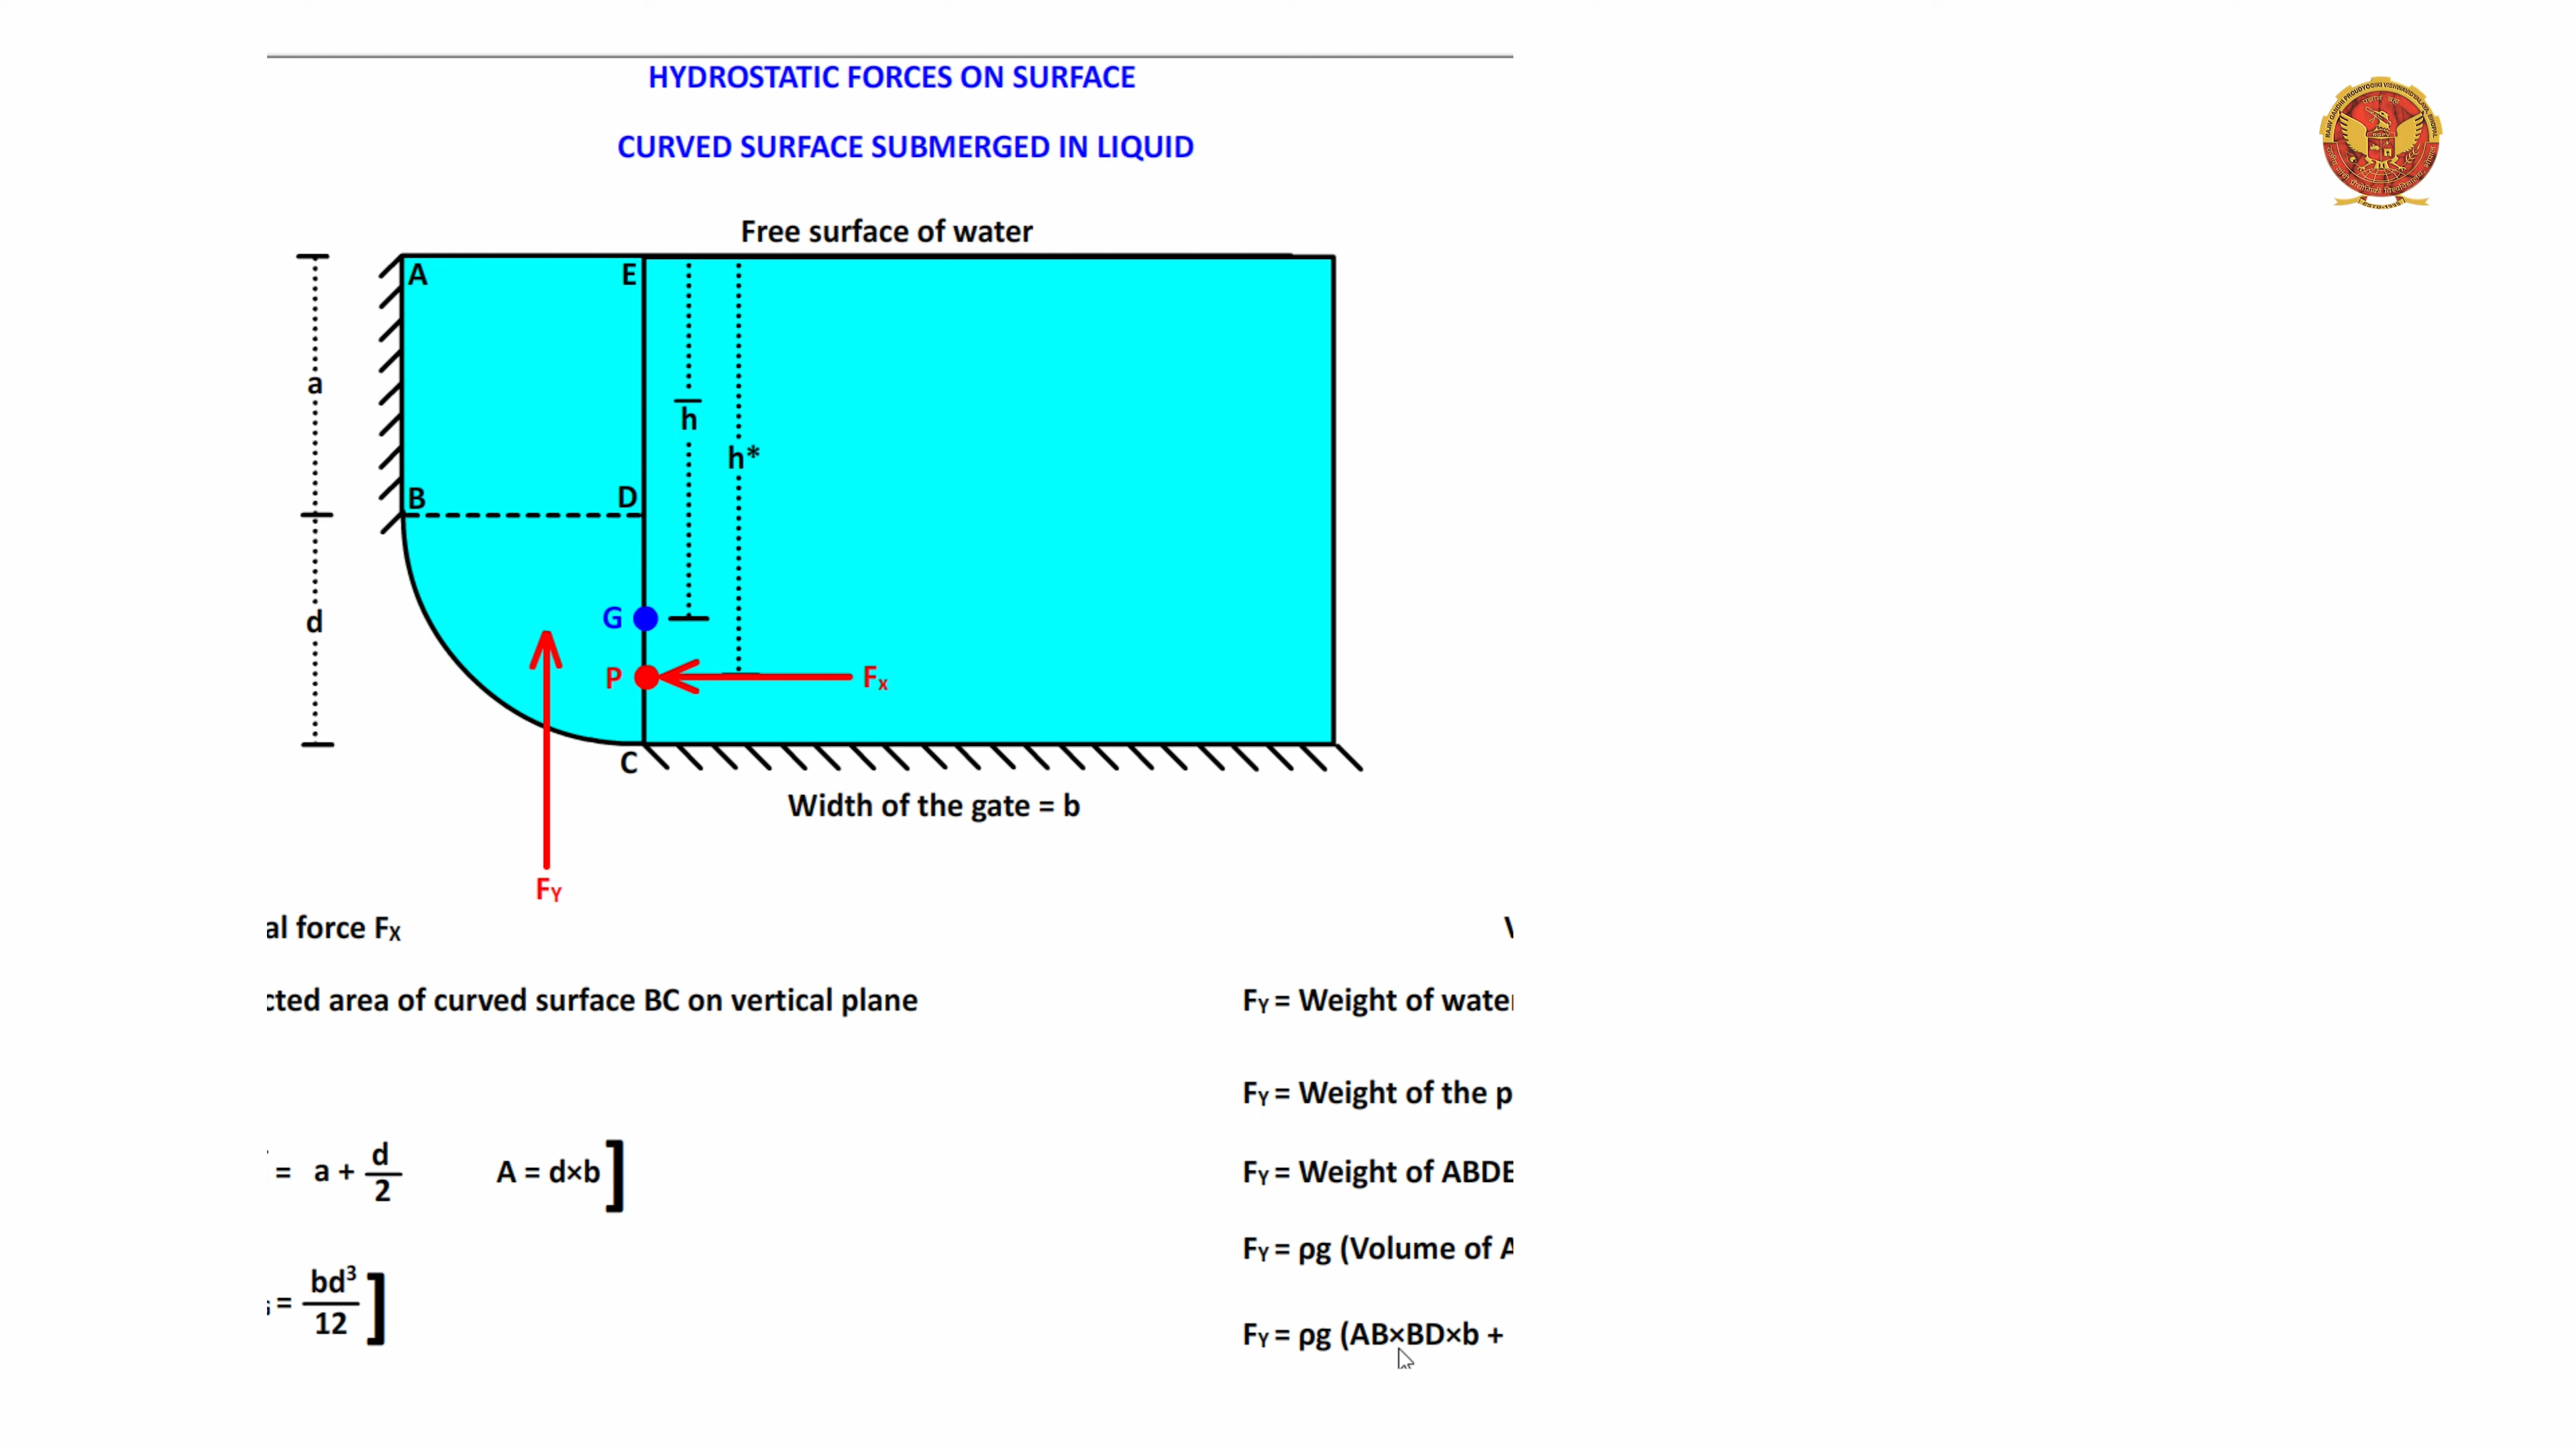 HYDROSTATIC FORCES ON SURFACE
CURVED SURFACE SUBMERGED IN LIQUID
Free surface of water
A
E
a
h
h*
B
D
d
G
P
Fx
C
Width of the gate = b
FY
al force FX
cted area of curved surface BC on vertical plane
FY = Weight of water
FY = Weight of the p
= a + d/2 A = d×b ]
FY = Weight of ABDE
FY = ρg (Volume of A
= bd³/12 ]
FY = ρg (AB×BD×b +